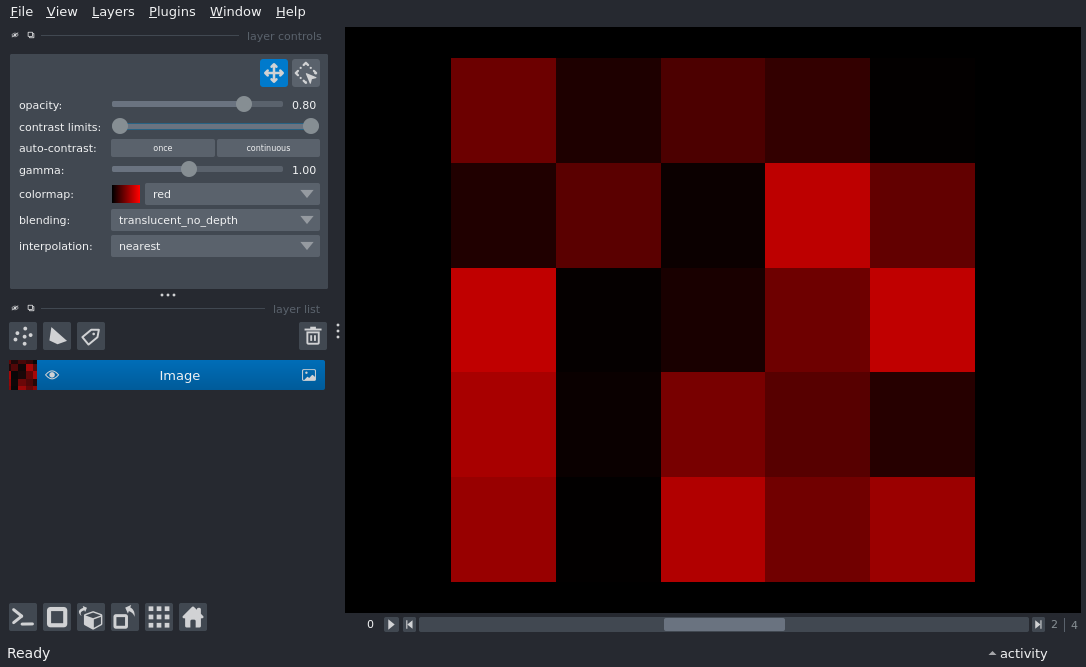 File View Layers Plugins Window Help
layer controls
opacity: 0.80
contrast limits:
auto-contrast: once continuous
gamma: 1.00
colormap: red
blending: translucent_no_depth
interpolation: nearest
layer list
Image
0 2 | 4
Ready activity